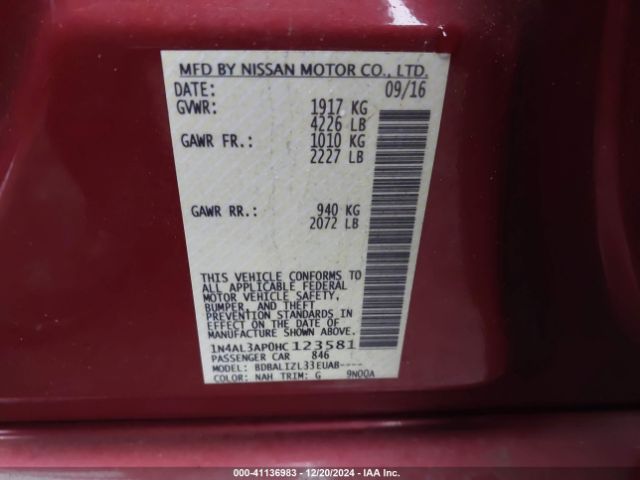 MFD BY NISSAN MOTOR CO., LTD.
DATE: 09/16
GVWR: 1917 KG
4226 LB
GAWR FR.: 1010 KG
2227 LB
GAWR RR.: 940 KG
2072 LB
THIS VEHICLE CONFORMS TO
ALL APPLICABLE FEDERAL
MOTOR VEHICLE SAFETY,
BUMPER, AND THEFT
PREVENTION STANDARDS IN
EFFECT ON THE DATE OF
MANUFACTURE SHOWN ABOVE.
1N4AL3AP0HC123581
PASSENGER CAR 846
MODEL: BDBALIZL33EUAB----
COLOR: NAH TRIM: G 9N00A
000-41136983 - 12/20/2024 - IAA Inc.